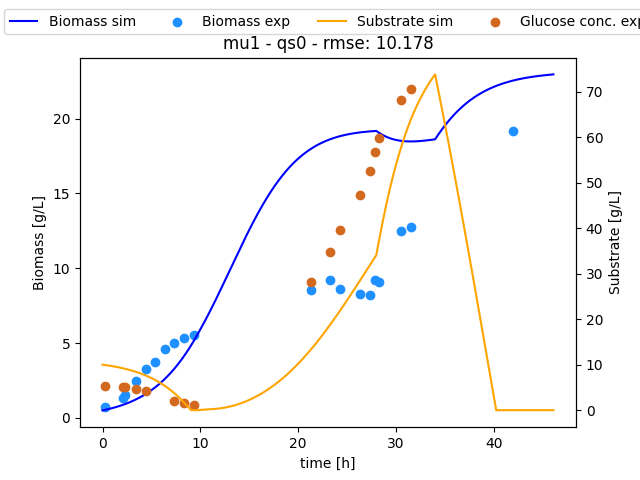 Biomass sim Biomass exp Substrate sim Glucose conc. exp
mu1 - qs0 - rmse: 10.178
Biomass [g/L]
0 5 10 15 20
0 10 20 30 40
time [h]
0 10 20 30 40 50 60 70
Substrate [g/L]